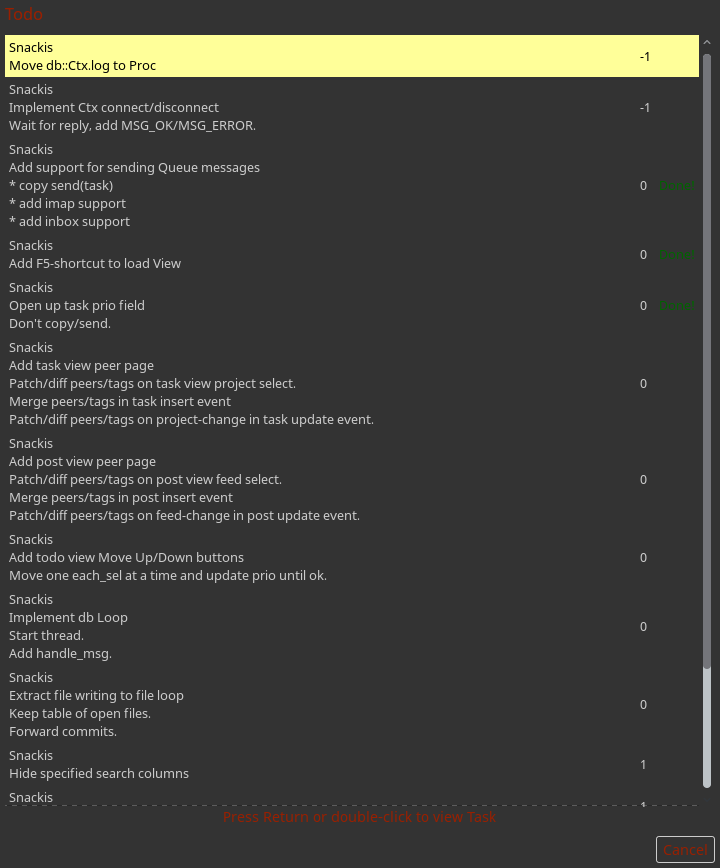 Todo
Snackis
Move db::Ctx.log to Proc
-1
Snackis
Implement Ctx connect/disconnect
Wait for reply, add MSG_OK/MSG_ERROR.
-1
Snackis
Add support for sending Queue messages
* copy send(task)
* add imap support
* add inbox support
0 Done!
Snackis
Add F5-shortcut to load View
0 Done!
Snackis
Open up task prio field
Don't copy/send.
0 Done!
Snackis
Add task view peer page
Patch/diff peers/tags on task view project select.
Merge peers/tags in task insert event
Patch/diff peers/tags on project-change in task update event.
0
Snackis
Add post view peer page
Patch/diff peers/tags on post view feed select.
Merge peers/tags in post insert event
Patch/diff peers/tags on feed-change in post update event.
0
Snackis
Add todo view Move Up/Down buttons
Move one each_sel at a time and update prio until ok.
0
Snackis
Implement db Loop
Start thread.
Add handle_msg.
0
Snackis
Extract file writing to file loop
Keep table of open files.
Forward commits.
0
Snackis
Hide specified search columns
1
Snackis
1
Press Return or double-click to view Task
Cancel